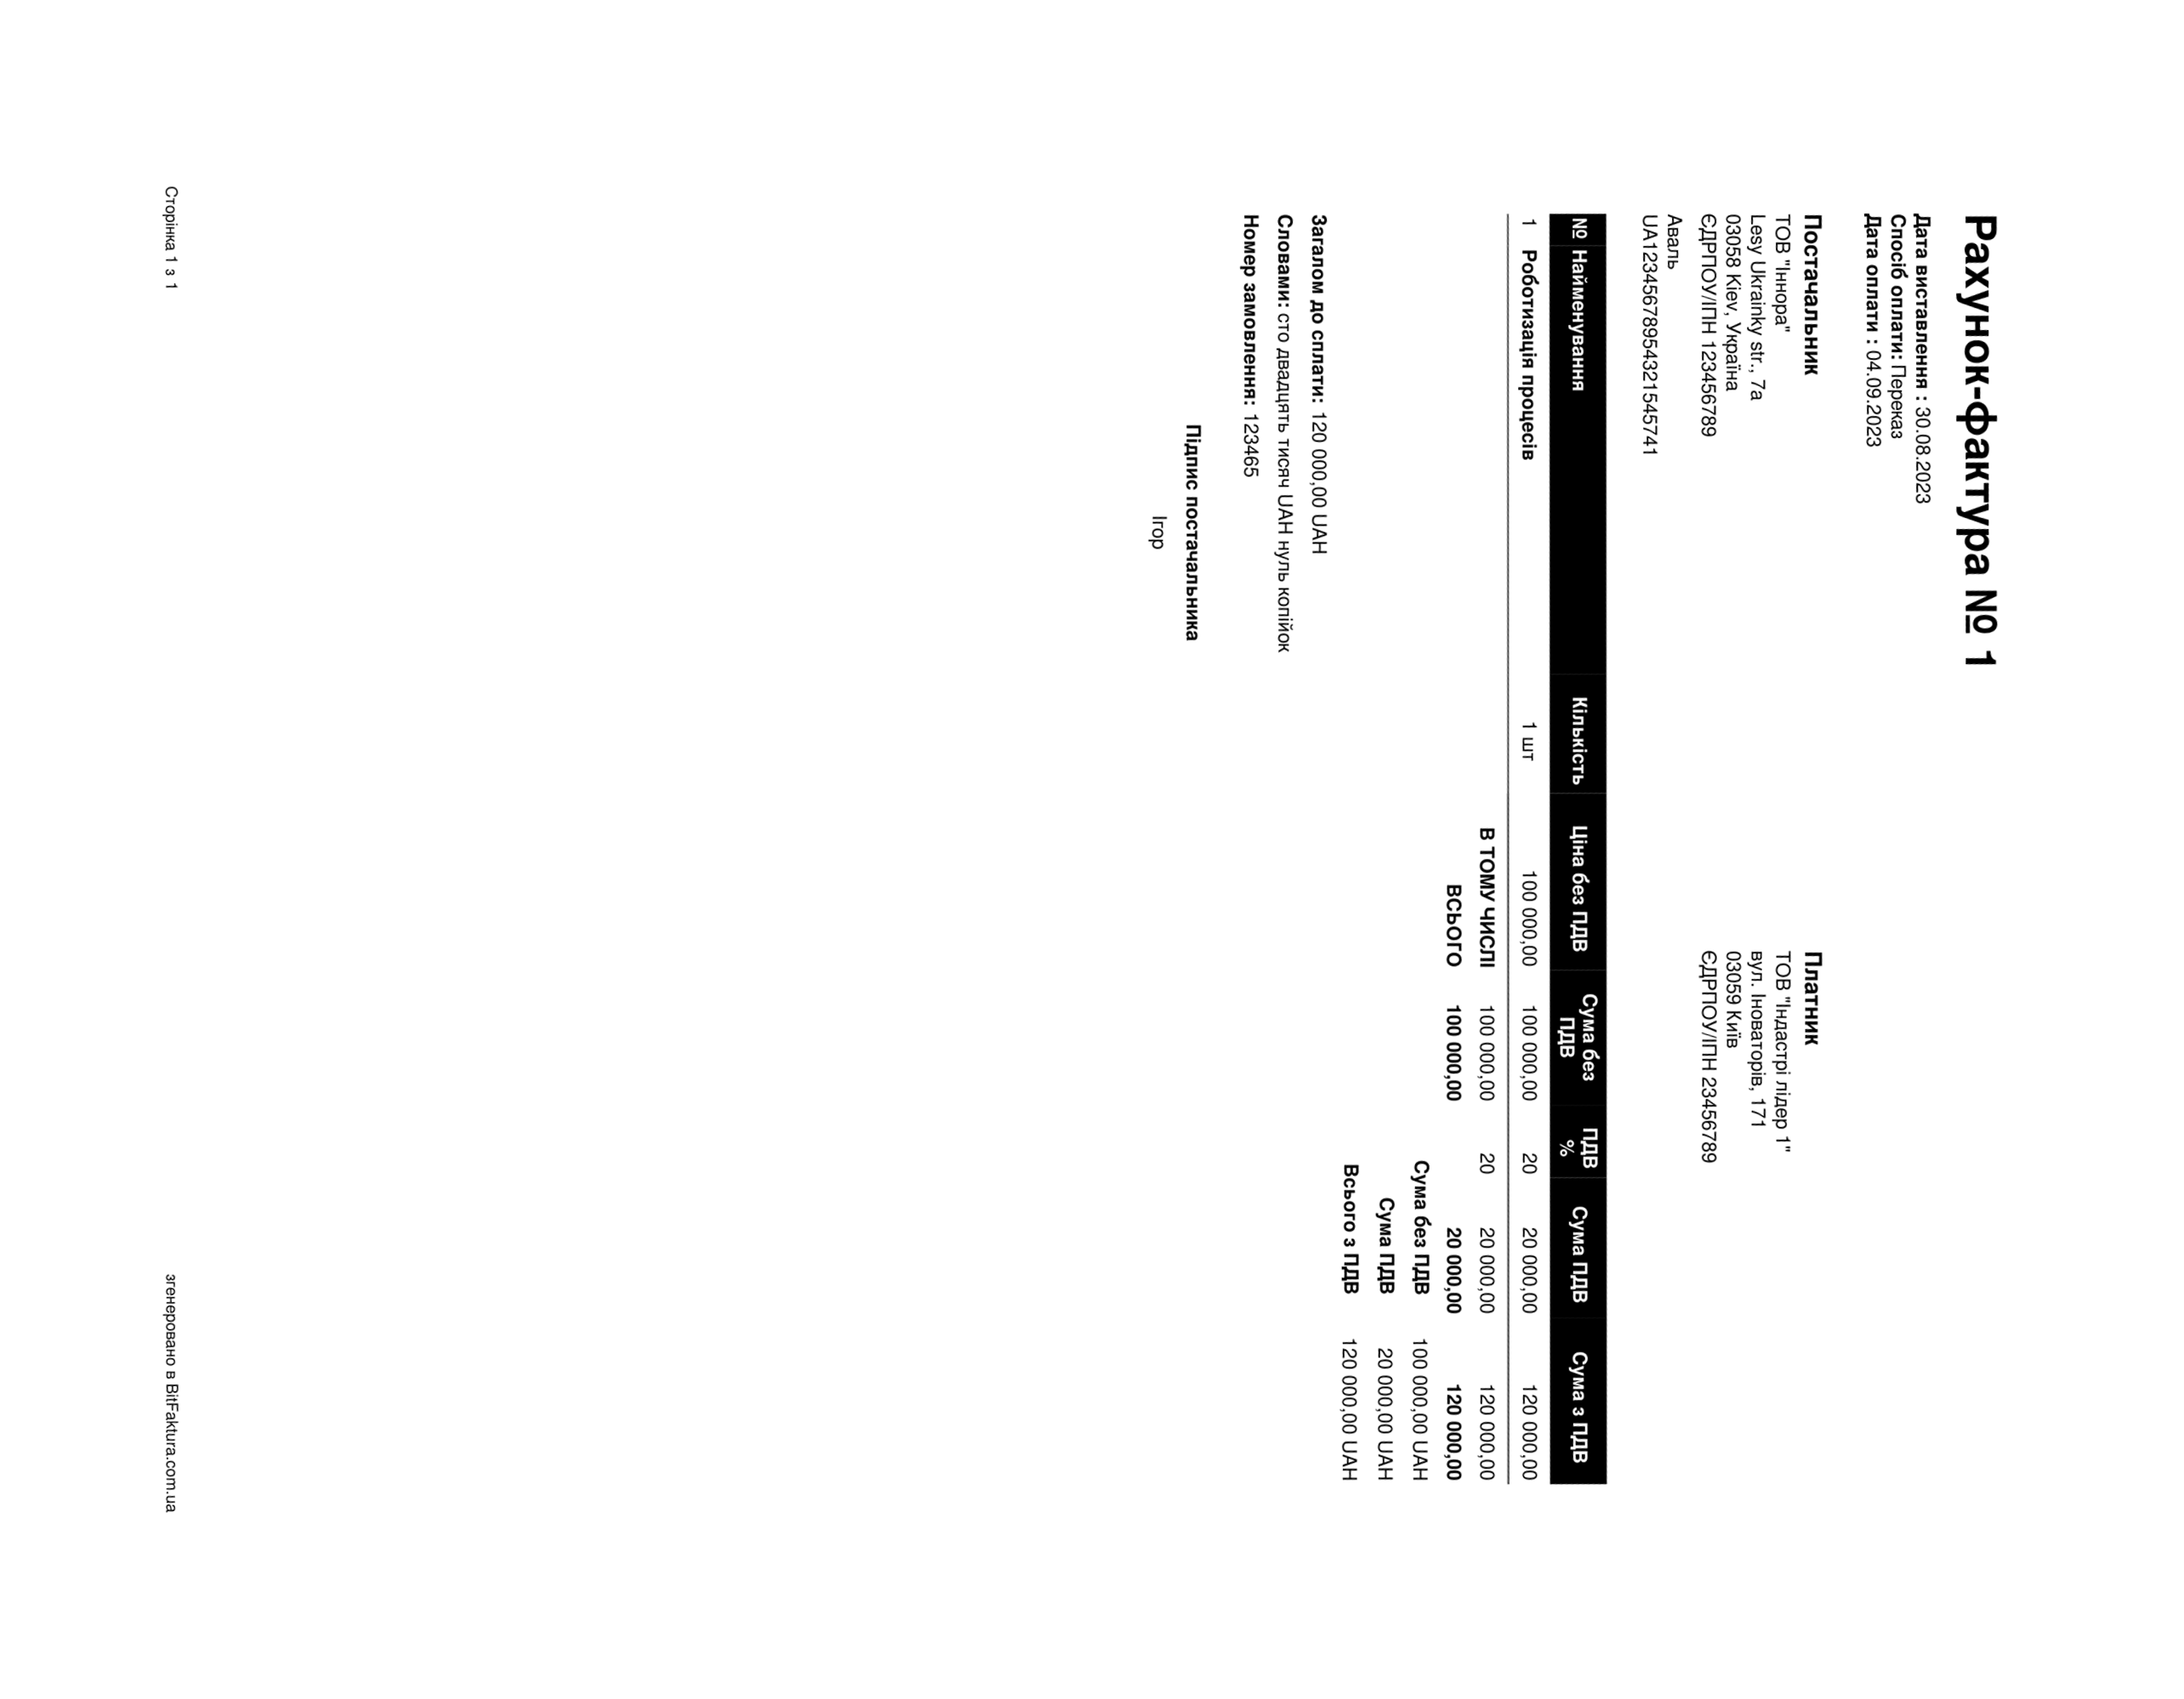 Рахунок-фактура № 1
Дата виставлення : 30.08.2023
Спосіб оплати: Переказ
Дата оплати : 04.09.2023
Постачальник
ТОВ "Іннора"
Lesy Ukrainky str., 7a
03058 Kiev, Україна
ЄДРПОУ/ІПН 123456789
Аваль
UA12345678954321545741
Платник
ТОВ "Індастрі лідер 1"
вул. Іноваторів, 171
03059 Київ
ЄДРПОУ/ІПН 23456789
№ Найменування Кількість Ціна без ПДВ Сума без ПДВ ПДВ % Сума ПДВ Сума з ПДВ
1 Роботизація процесів 1 шт 100 000,00 100 000,00 20 20 000,00 120 000,00
В ТОМУ ЧИСЛІ 100 000,00 20 20 000,00 120 000,00
ВСЬОГО 100 000,00 20 000,00 120 000,00
Сума без ПДВ 100 000,00 UAH
Сума ПДВ 20 000,00 UAH
Всього з ПДВ 120 000,00 UAH
Загалом до сплати: 120 000,00 UAH
Словами: сто двадцять тисяч UAH нуль копійок
Номер замовлення: 123465
Підпис постачальника
Ігор
Сторінка 1 з 1
згенеровано в BitFaktura.com.ua